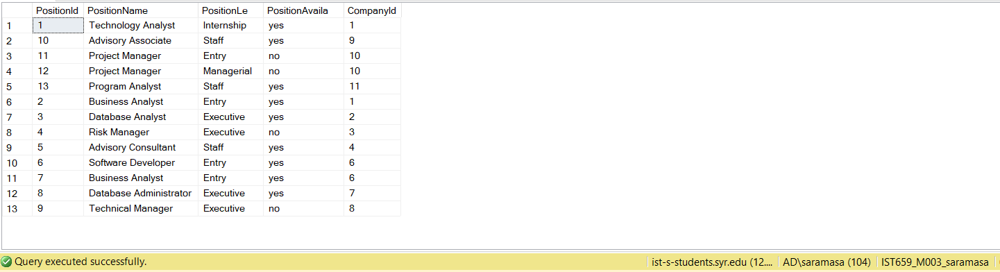 PositionId PositionName PositionLe PositionAvaila CompanyId
1 1 Technology Analyst Internship yes 1
2 10 Advisory Associate Staff yes 9
3 11 Project Manager Entry no 10
4 12 Project Manager Managerial no 10
5 13 Program Analyst Staff yes 11
6 2 Business Analyst Entry yes 1
7 3 Database Analyst Executive yes 2
8 4 Risk Manager Executive no 3
9 5 Advisory Consultant Staff yes 4
10 6 Software Developer Entry yes 6
11 7 Business Analyst Entry yes 6
12 8 Database Administrator Executive yes 7
13 9 Technical Manager Executive no 8
Query executed successfully. ist-s-students.syr.edu (12.... AD\saramasa (104) IST659_M003_saramasa